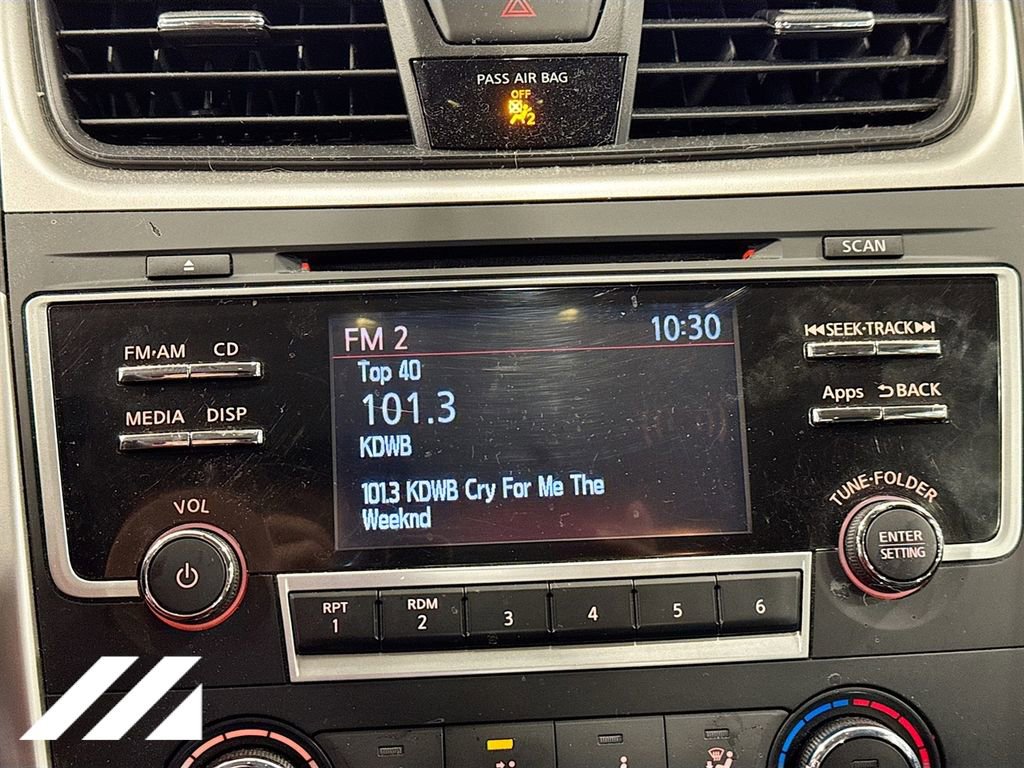 PASS AIR BAG
OFF
2
SCAN
FM 2 10:30
Top 40
101.3
KDWB
101.3 KDWB Cry For Me The
Weeknd
FM·AM CD
MEDIA DISP
VOL
SEEK·TRACK
Apps BACK
TUNE·FOLDER
ENTER
SETTING
RPT
1
RDM
2
3
4
5
6